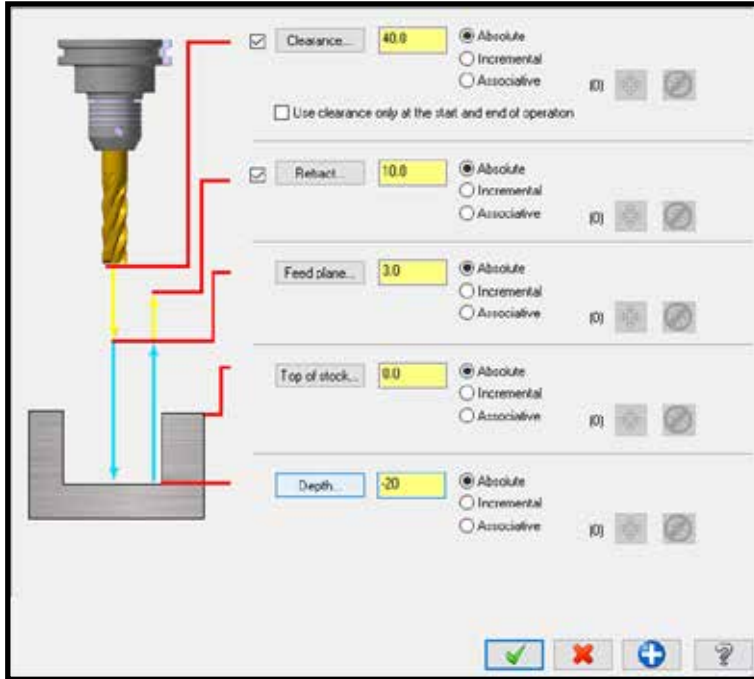 Clearance... 40.0 Absolute
Incremental
Associative (0)
Use clearance only at the start and end of operation
Retract... 10.0 Absolute
Incremental
Associative (0)
Feed plane... 3.0 Absolute
Incremental
Associative (0)
Top of stock... 0.0 Absolute
Incremental
Associative (0)
Depth... -20 Absolute
Incremental
Associative (0)
?